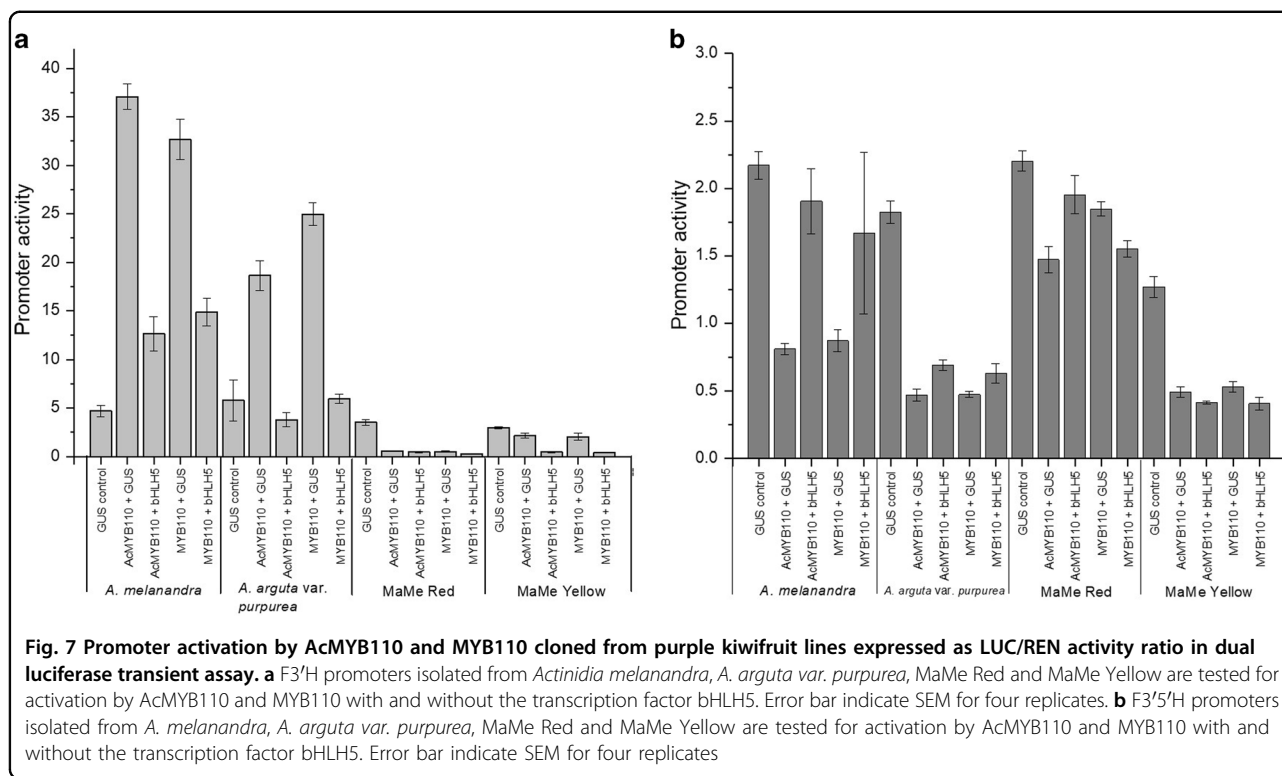 a
40
35
30
25
20
15
10
5
0
Promoter activity
GUS control
AcMYB110 + GUS
AcMYB110 + bHLH5
MYB110 + GUS
MYB110 + bHLH5
GUS control
AcMYB110 + GUS
AcMYB110 + bHLH5
MYB110 + GUS
MYB110 + bHLH5
GUS control
AcMYB110 + GUS
AcMYB110 + bHLH5
MYB110 + GUS
MYB110 + bHLH5
GUS control
AcMYB110 + GUS
AcMYB110 + bHLH5
MYB110 + GUS
MYB110 + bHLH5
A. melanandra
A. arguta var.
purpurea
MaMe Red
MaMe Yellow
b
3.0
2.5
2.0
1.5
1.0
0.5
0.0
Promoter activity
GUS control
AcMYB110 + GUS
AcMYB110 + bHLH5
MYB110 + GUS
MYB110 + bHLH5
GUS control
AcMYB110 + GUS
AcMYB110 + bHLH5
MYB110 + GUS
MYB110 + bHLH5
GUS control
AcMYB110 + GUS
AcMYB110 + bHLH5
MYB110 + GUS
MYB110 + bHLH5
GUS control
AcMYB110 + GUS
AcMYB110 + bHLH5
MYB110 + GUS
MYB110 + bHLH5
A. melanandra
A. arguta var. purpurea
MaMe Red
MaMe Yellow
Fig. 7 Promoter activation by AcMYB110 and MYB110 cloned from purple kiwifruit lines expressed as LUC/REN activity ratio in dual
luciferase transient assay. a F3′H promoters isolated from Actinidia melanandra, A. arguta var. purpurea, MaMe Red and MaMe Yellow are tested for
activation by AcMYB110 and MYB110 with and without the transcription factor bHLH5. Error bar indicate SEM for four replicates. b F3′5′H promoters
isolated from A. melanandra, A. arguta var. purpurea, MaMe Red and MaMe Yellow are tested for activation by AcMYB110 and MYB110 with and
without the transcription factor bHLH5. Error bar indicate SEM for four replicates